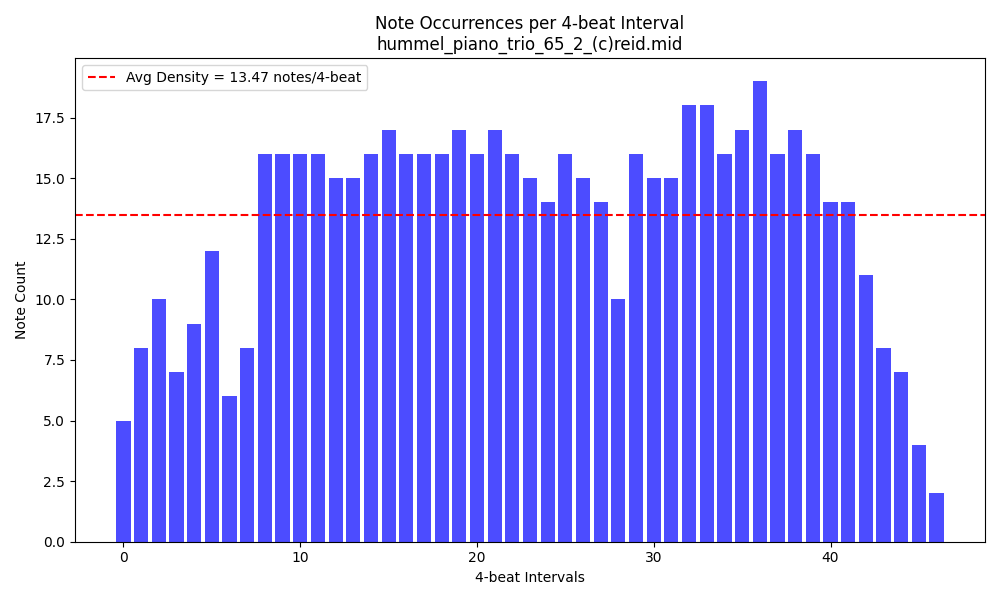 Note Occurrences per 4-beat Interval
hummel_piano_trio_65_2_(c)reid.mid
Avg Density = 13.47 notes/4-beat
17.5
15.0
12.5
10.0
7.5
5.0
2.5
0.0
Note Count
0 10 20 30 40
4-beat Intervals